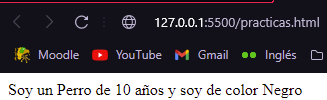 127.0.0.1:5500/practicas.html
Moodle YouTube Gmail Inglés
Soy un Perro de 10 años y soy de color Negro